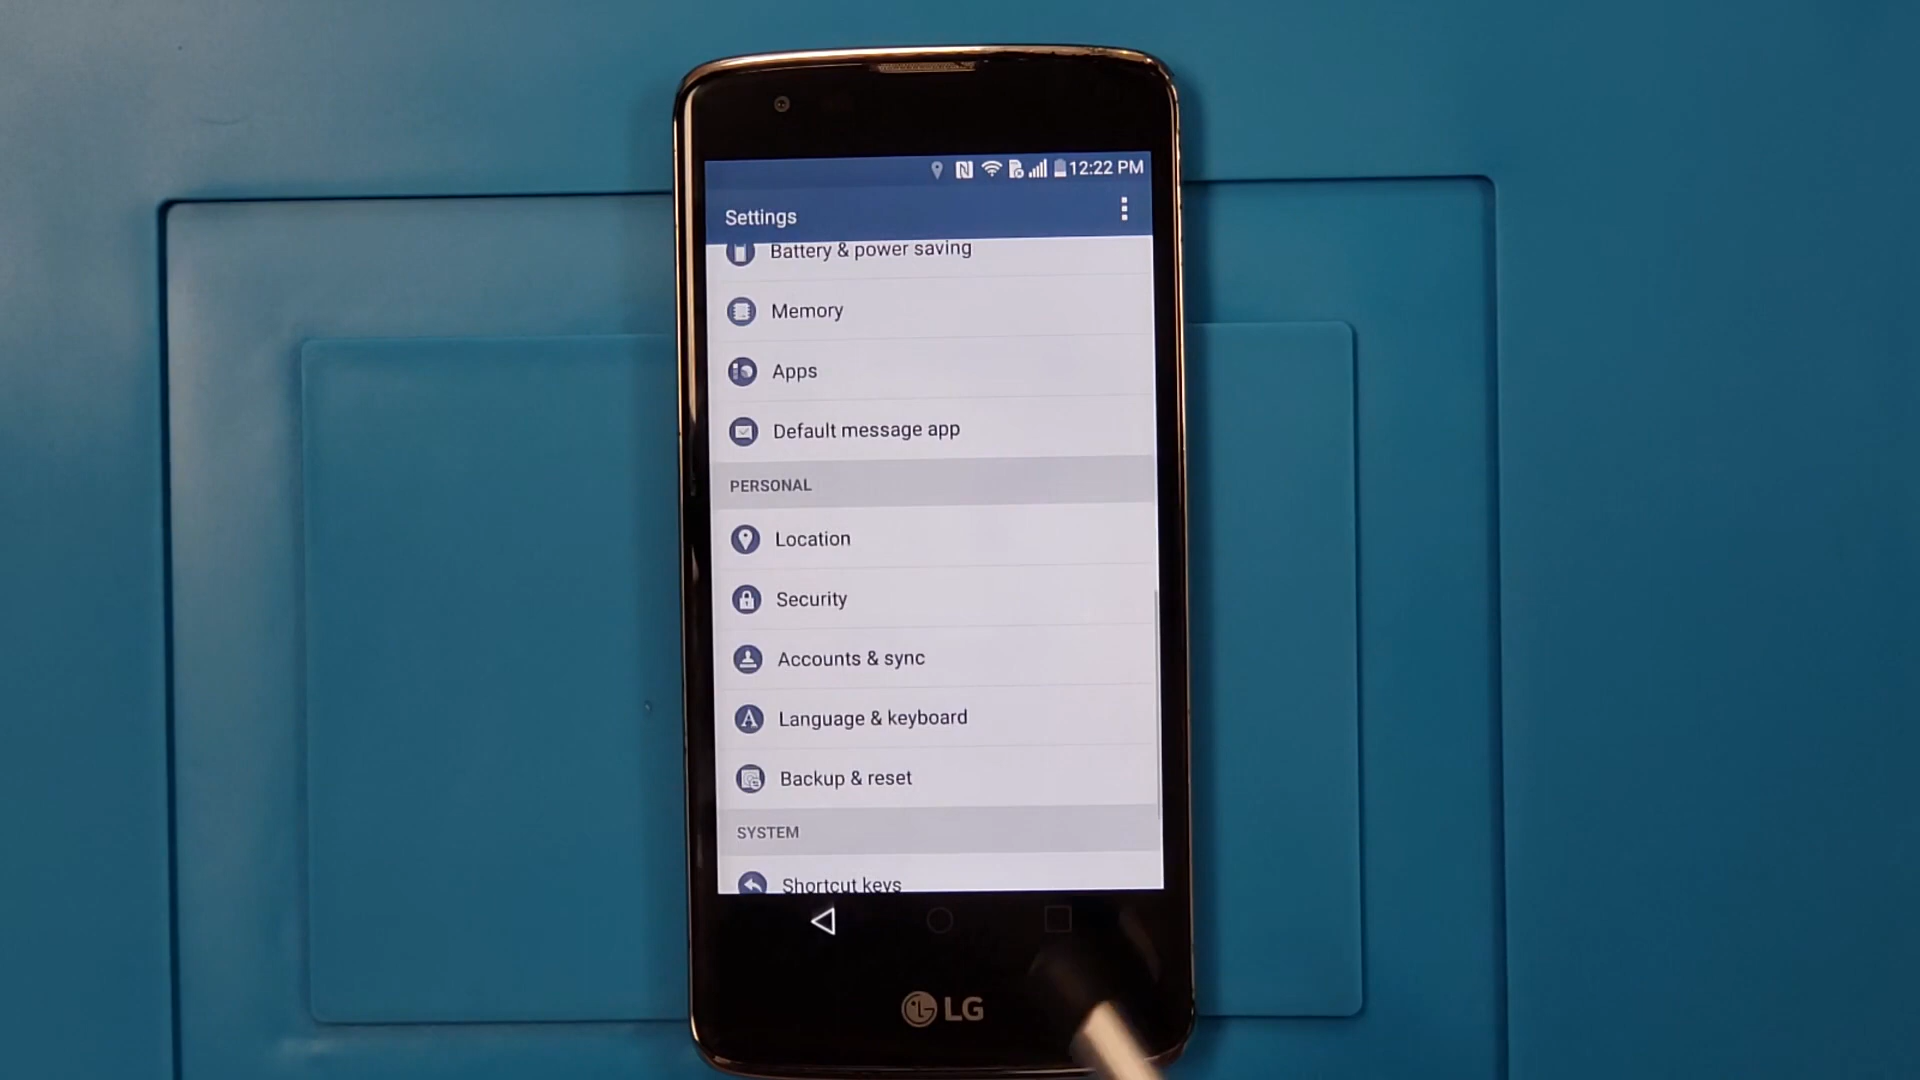 12:22 PM
Settings
Battery & power saving
Memory
Apps
Default message app
PERSONAL
Location
Security
Accounts & sync
Language & keyboard
Backup & reset
SYSTEM
Shortcut keys
LG